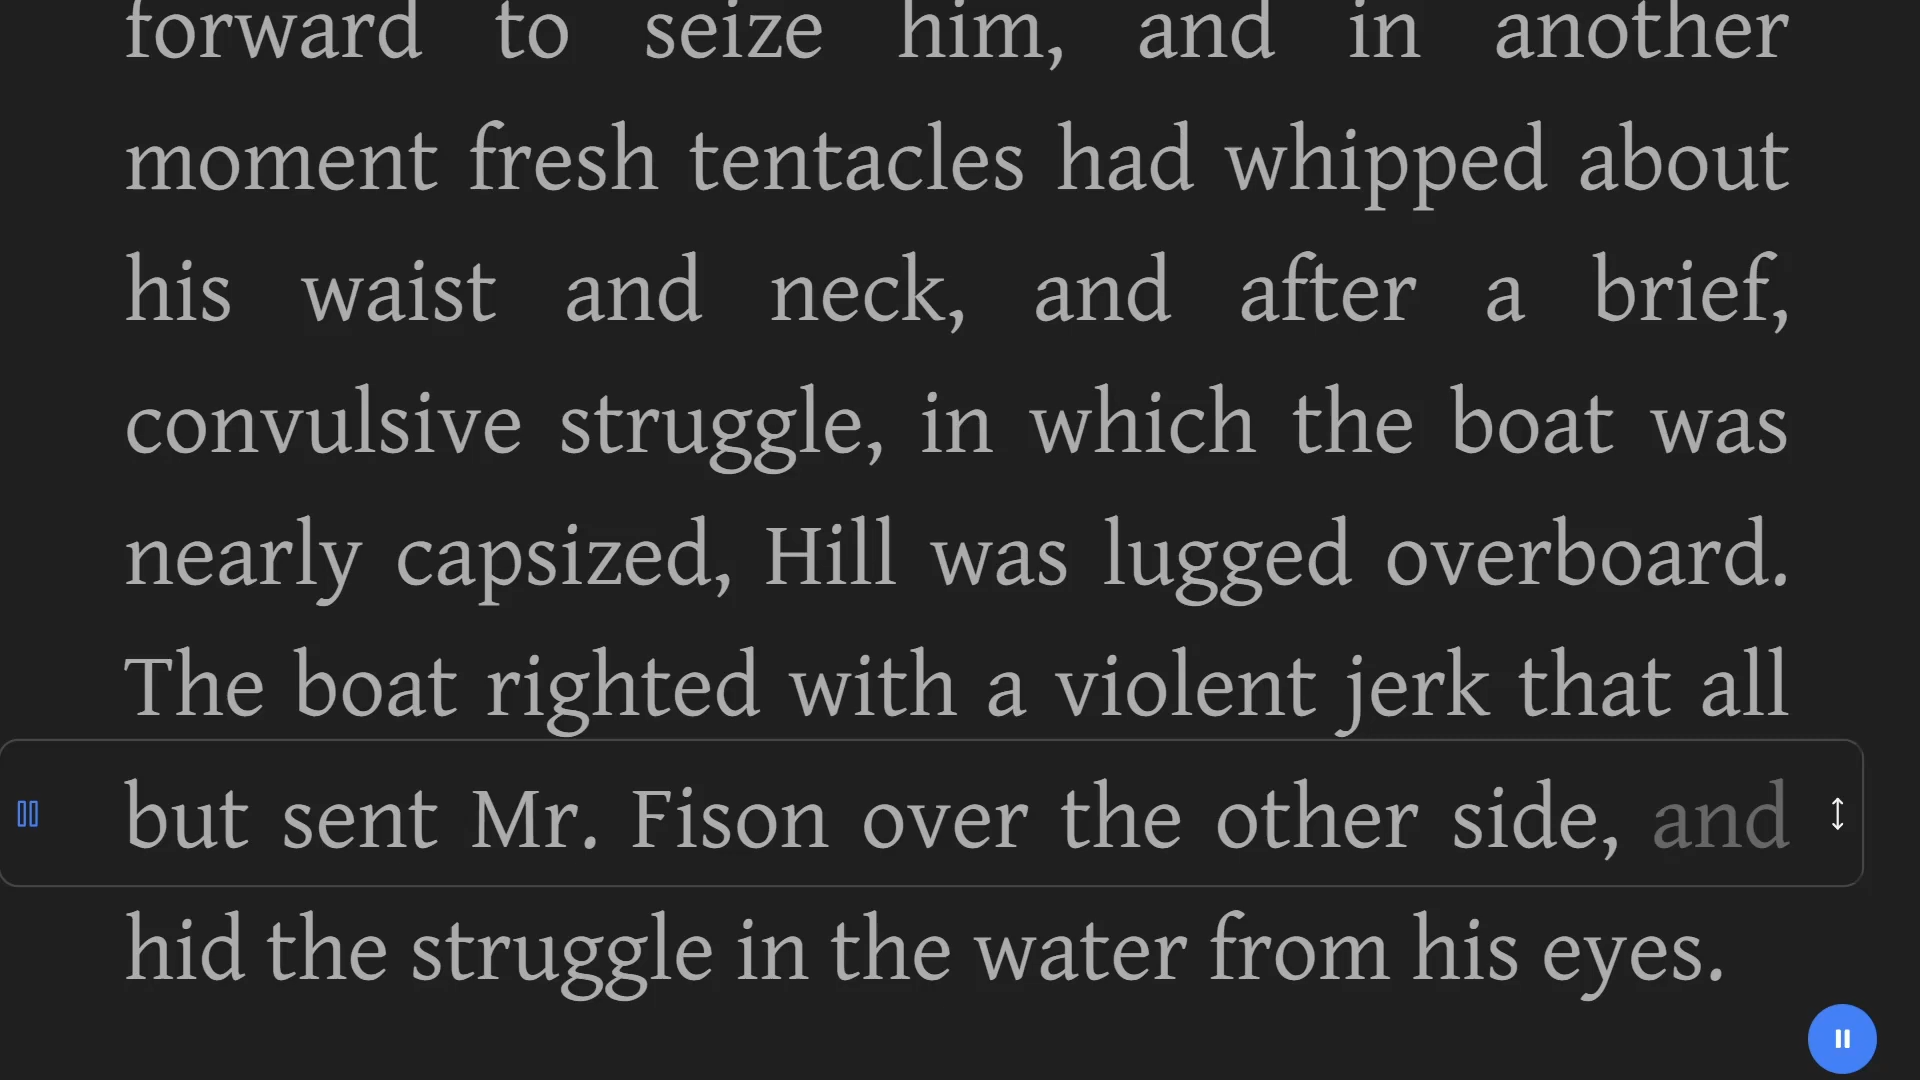 forward to seize him, and in another
moment fresh tentacles had whipped about
his waist and neck, and after a brief,
convulsive struggle, in which the boat was
nearly capsized, Hill was lugged overboard.
The boat righted with a violent jerk that all
but sent Mr. Fison over the other side, and
hid the struggle in the water from his eyes.